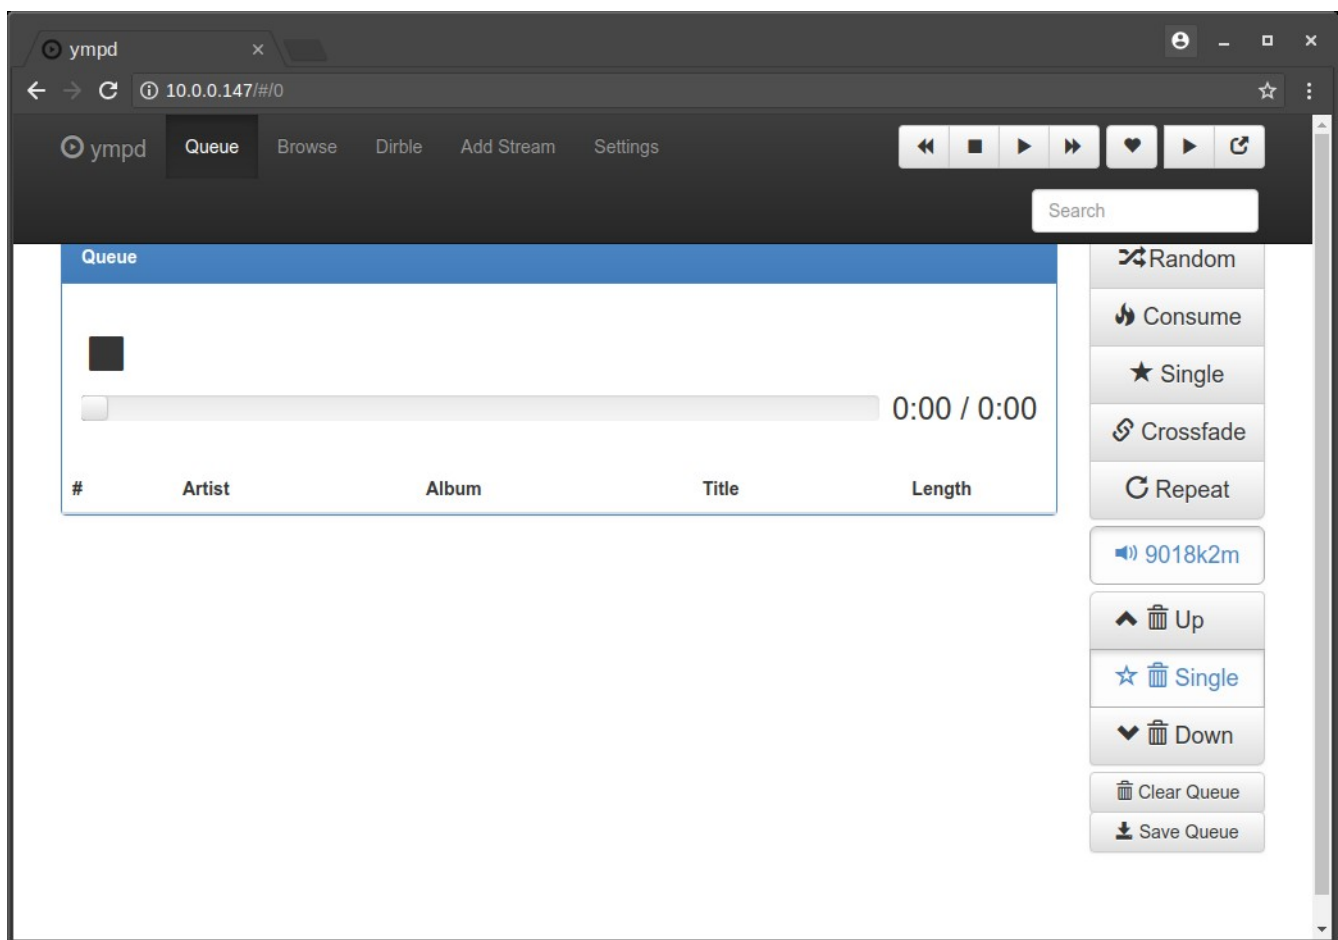 ympd
10.0.0.147/#/0
ympd Queue Browse Dirble Add Stream Settings
Search
Queue
0:00 / 0:00
# Artist Album Title Length
Random
Consume
Single
Crossfade
Repeat
9018k2m
Up
Single
Down
Clear Queue
Save Queue